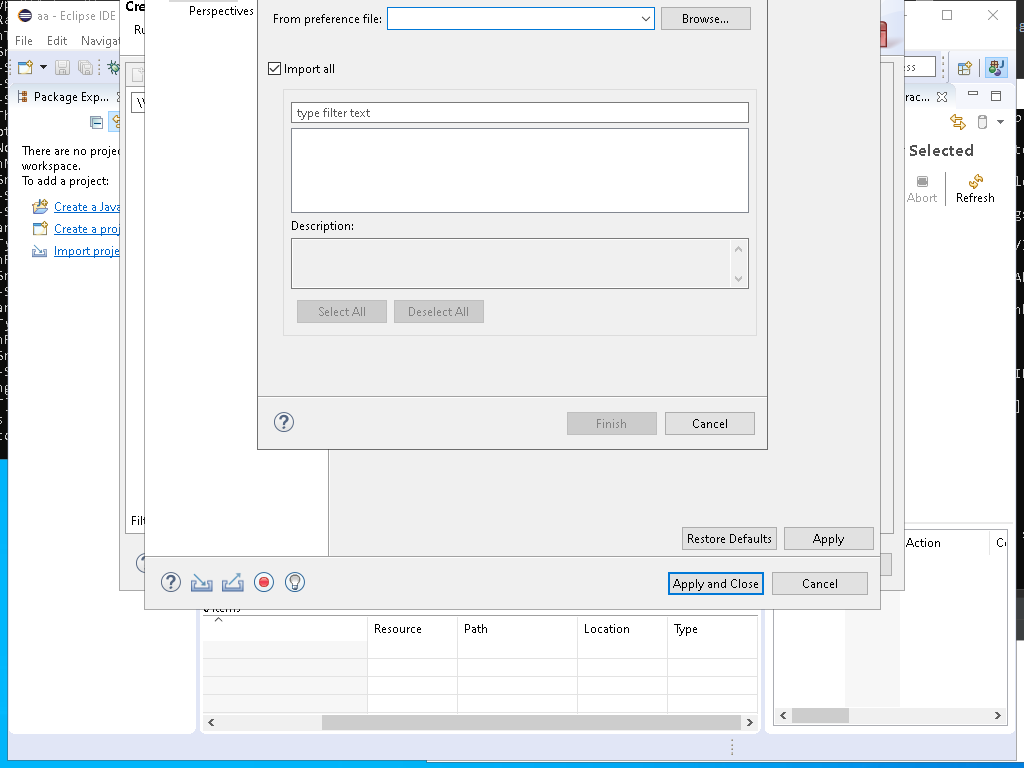 aa - Eclipse IDE
Cre
Perspectives
From preference file:
Browse...
File
Edit
Navigat
Ru
Import all
ss
Package Exp...
rac...
type filter text
There are no projec
workspace.
To add a project:
Selected
Create a Java
Abort
Refresh
Create a proj
Description:
Import proje
Select All
Deselect All
Finish
Cancel
Filt
Restore Defaults
Apply
Action
Apply and Close
Cancel
Resource
Path
Location
Type